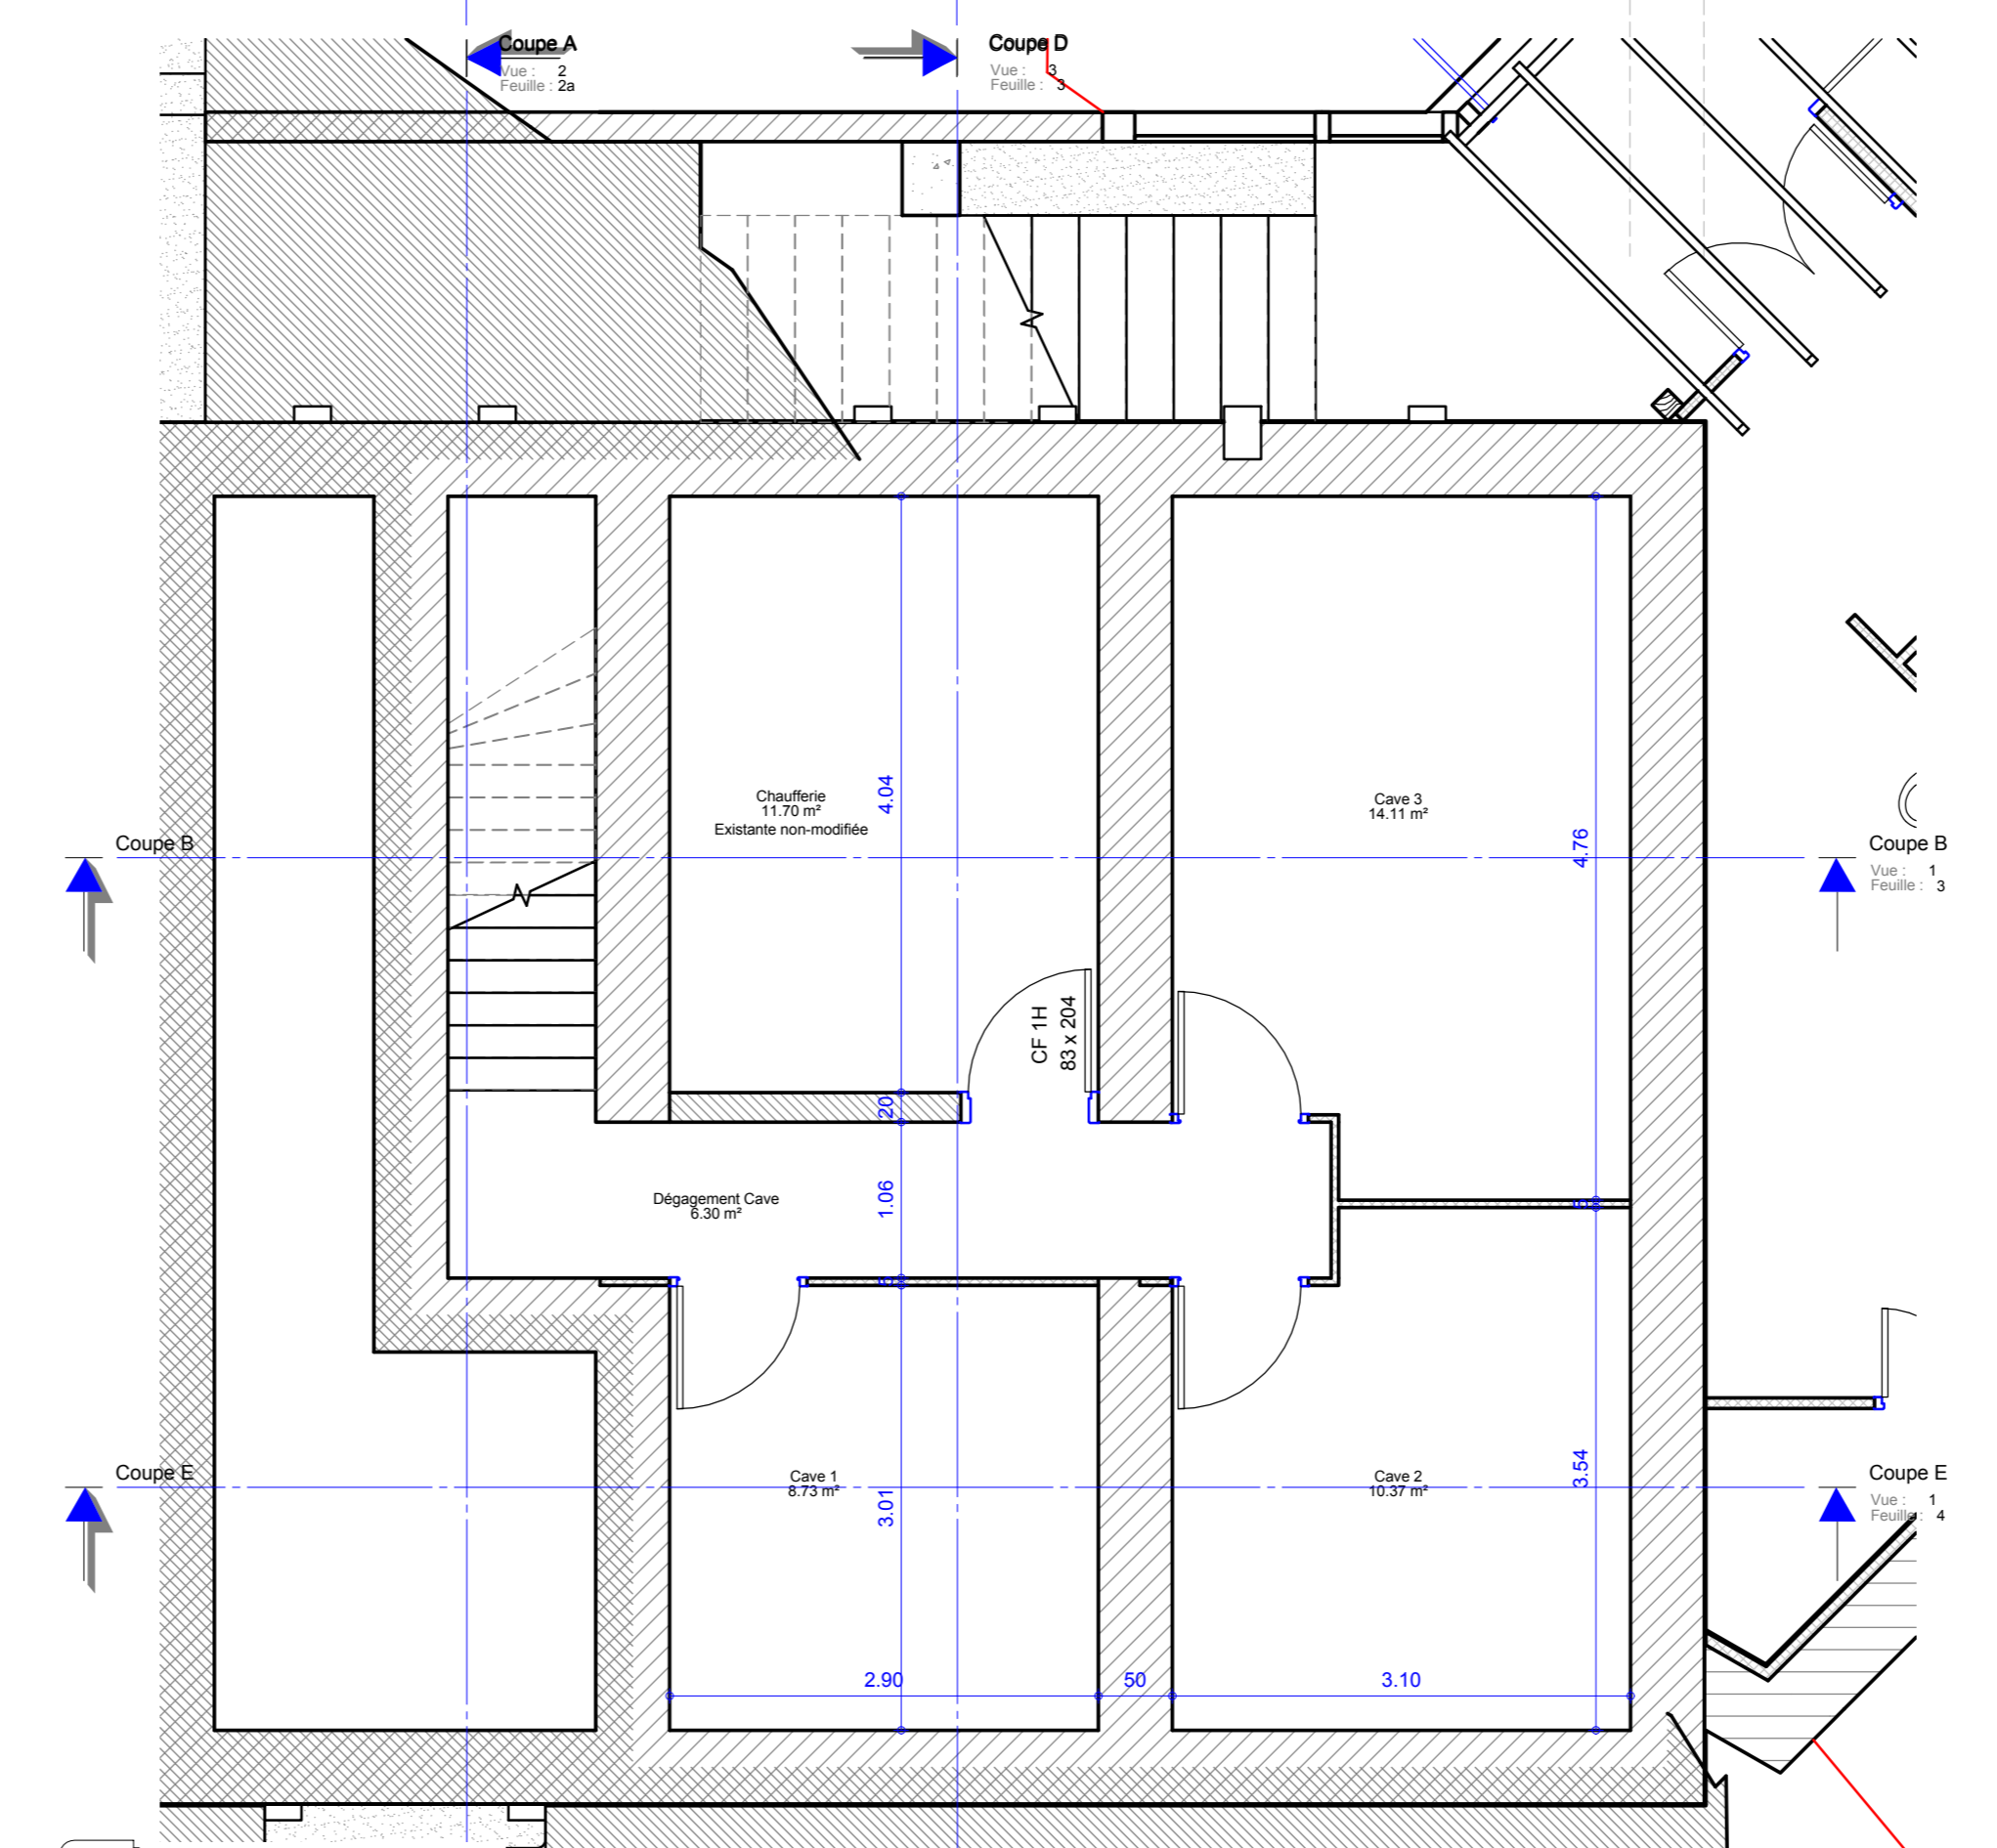 Coupe A
Vue : 2
Feuille : 2a
Coupe D
Vue : 3
Feuille : 3
Chaufferie
11.70 m²
Existante non-modifiée
4.04
Cave 3
14.11 m²
4.76
Coupe B
Coupe B
Vue : 1
Feuille : 3
CF 1H
83 x 204
20
Dégagement Cave
6.30 m²
1.06
5
5
Coupe E
Cave 1
8.73 m²
3.01
Cave 2
10.37 m²
3.54
Coupe E
Vue : 1
Feuille : 4
2.90
50
3.10